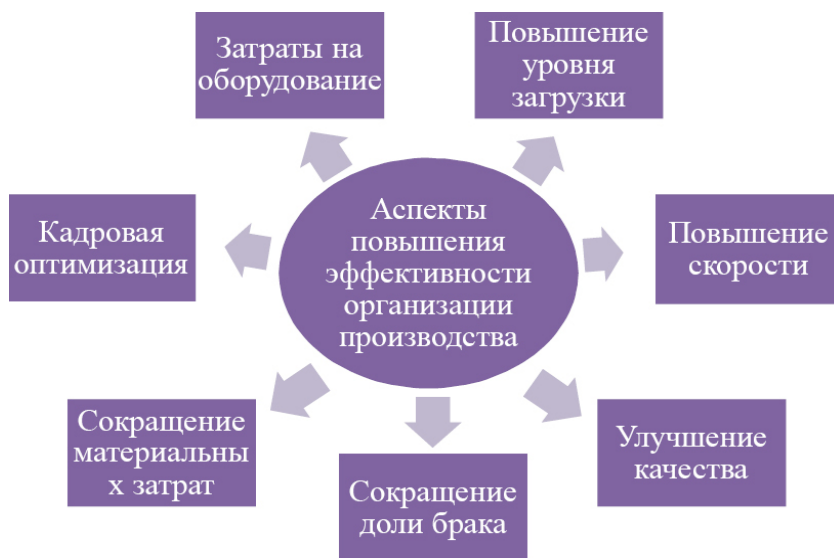 Затраты на
оборудование
Повышение
уровня
загрузки
Кадровая
оптимизация
Аспекты
повышения
эффективности
организации
производства
Повышение
скорости
Сокращение
материальны
х затрат
Сокращение
доли брака
Улучшение
качества